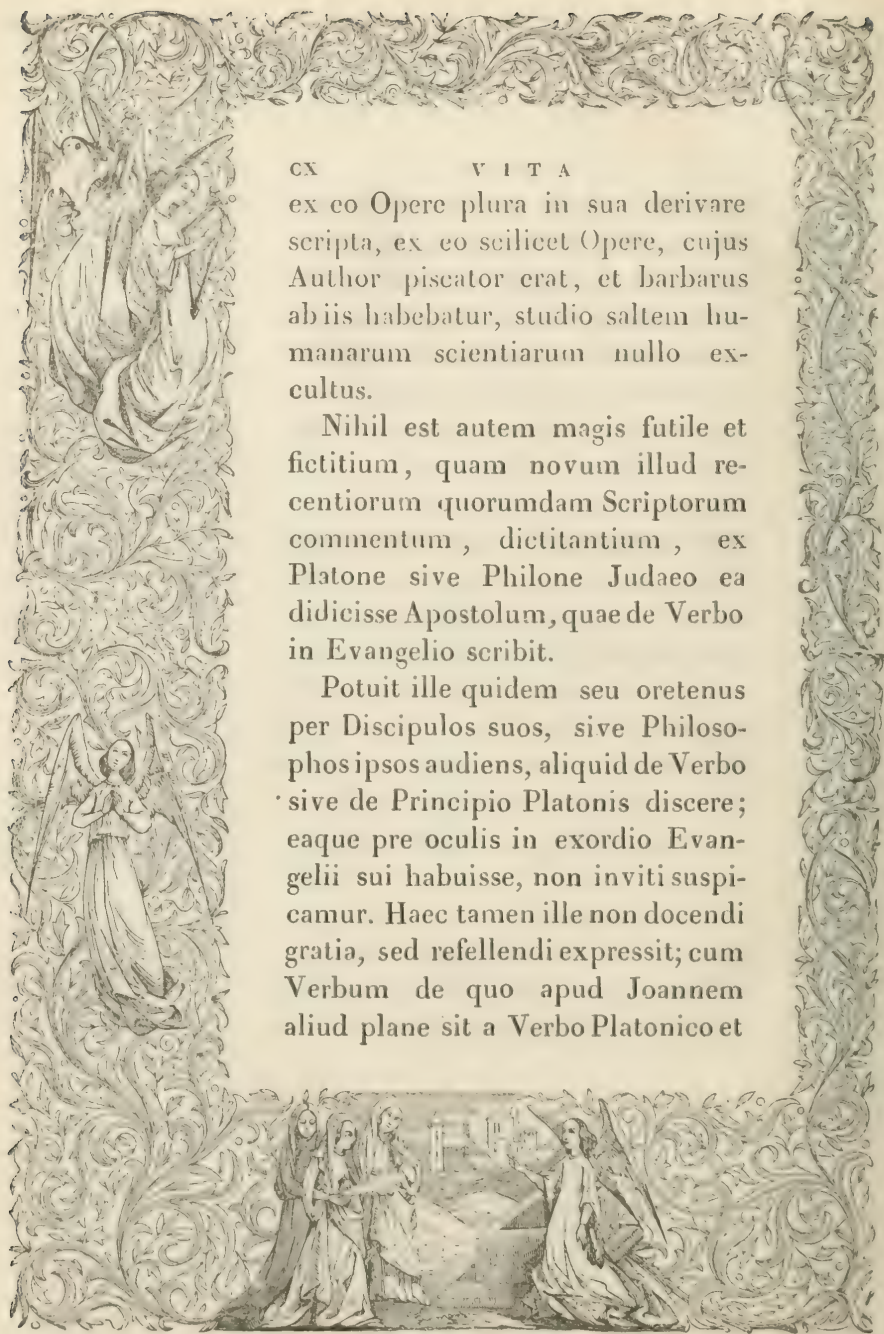 CX VITA
ex eo Opere plura in sua derivare
scripta, ex eo scilicet Opere, cujus
Author piscator erat, et barbarus
ab iis habebatur, studio saltem hu-
manarum scientiarum nullo ex-
cultus.
Nihil est autem magis futile et
fictitium, quam novum illud re-
centiorum quorumdam Scriptorum
commentum, dictitantium, ex
Platone sive Philone Judaeo ea
didicisse Apostolum, quae de Verbo
in Evangelio scribit.
Potuit ille quidem seu oretenus
per Discipulos suos, sive Philoso-
phos ipsos audiens, aliquid de Verbo
sive de Principio Platonis discere;
eaque pre oculis in exordio Evan-
gelii sui habuisse, non inviti suspi-
camur. Haec tamen ille non docendi
gratia, sed refellendi expressit; cum
Verbum de quo apud Joannem
aliud plane sit a Verbo Platonico et